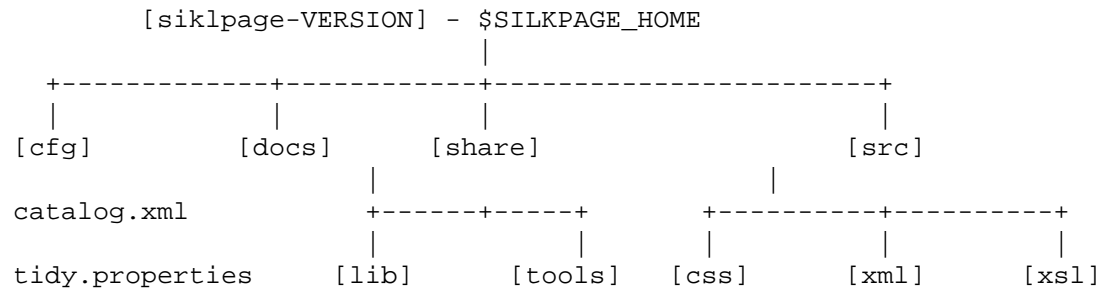 [siklpage-VERSION] - $SILKPAGE_HOME
|
+-------------+------------+-------------------------+
| | | |
[cfg] [docs] [share] [src]
| |
catalog.xml +------+-----+ +----------+----------+
| | | | |
tidy.properties [lib] [tools] [css] [xml] [xsl]